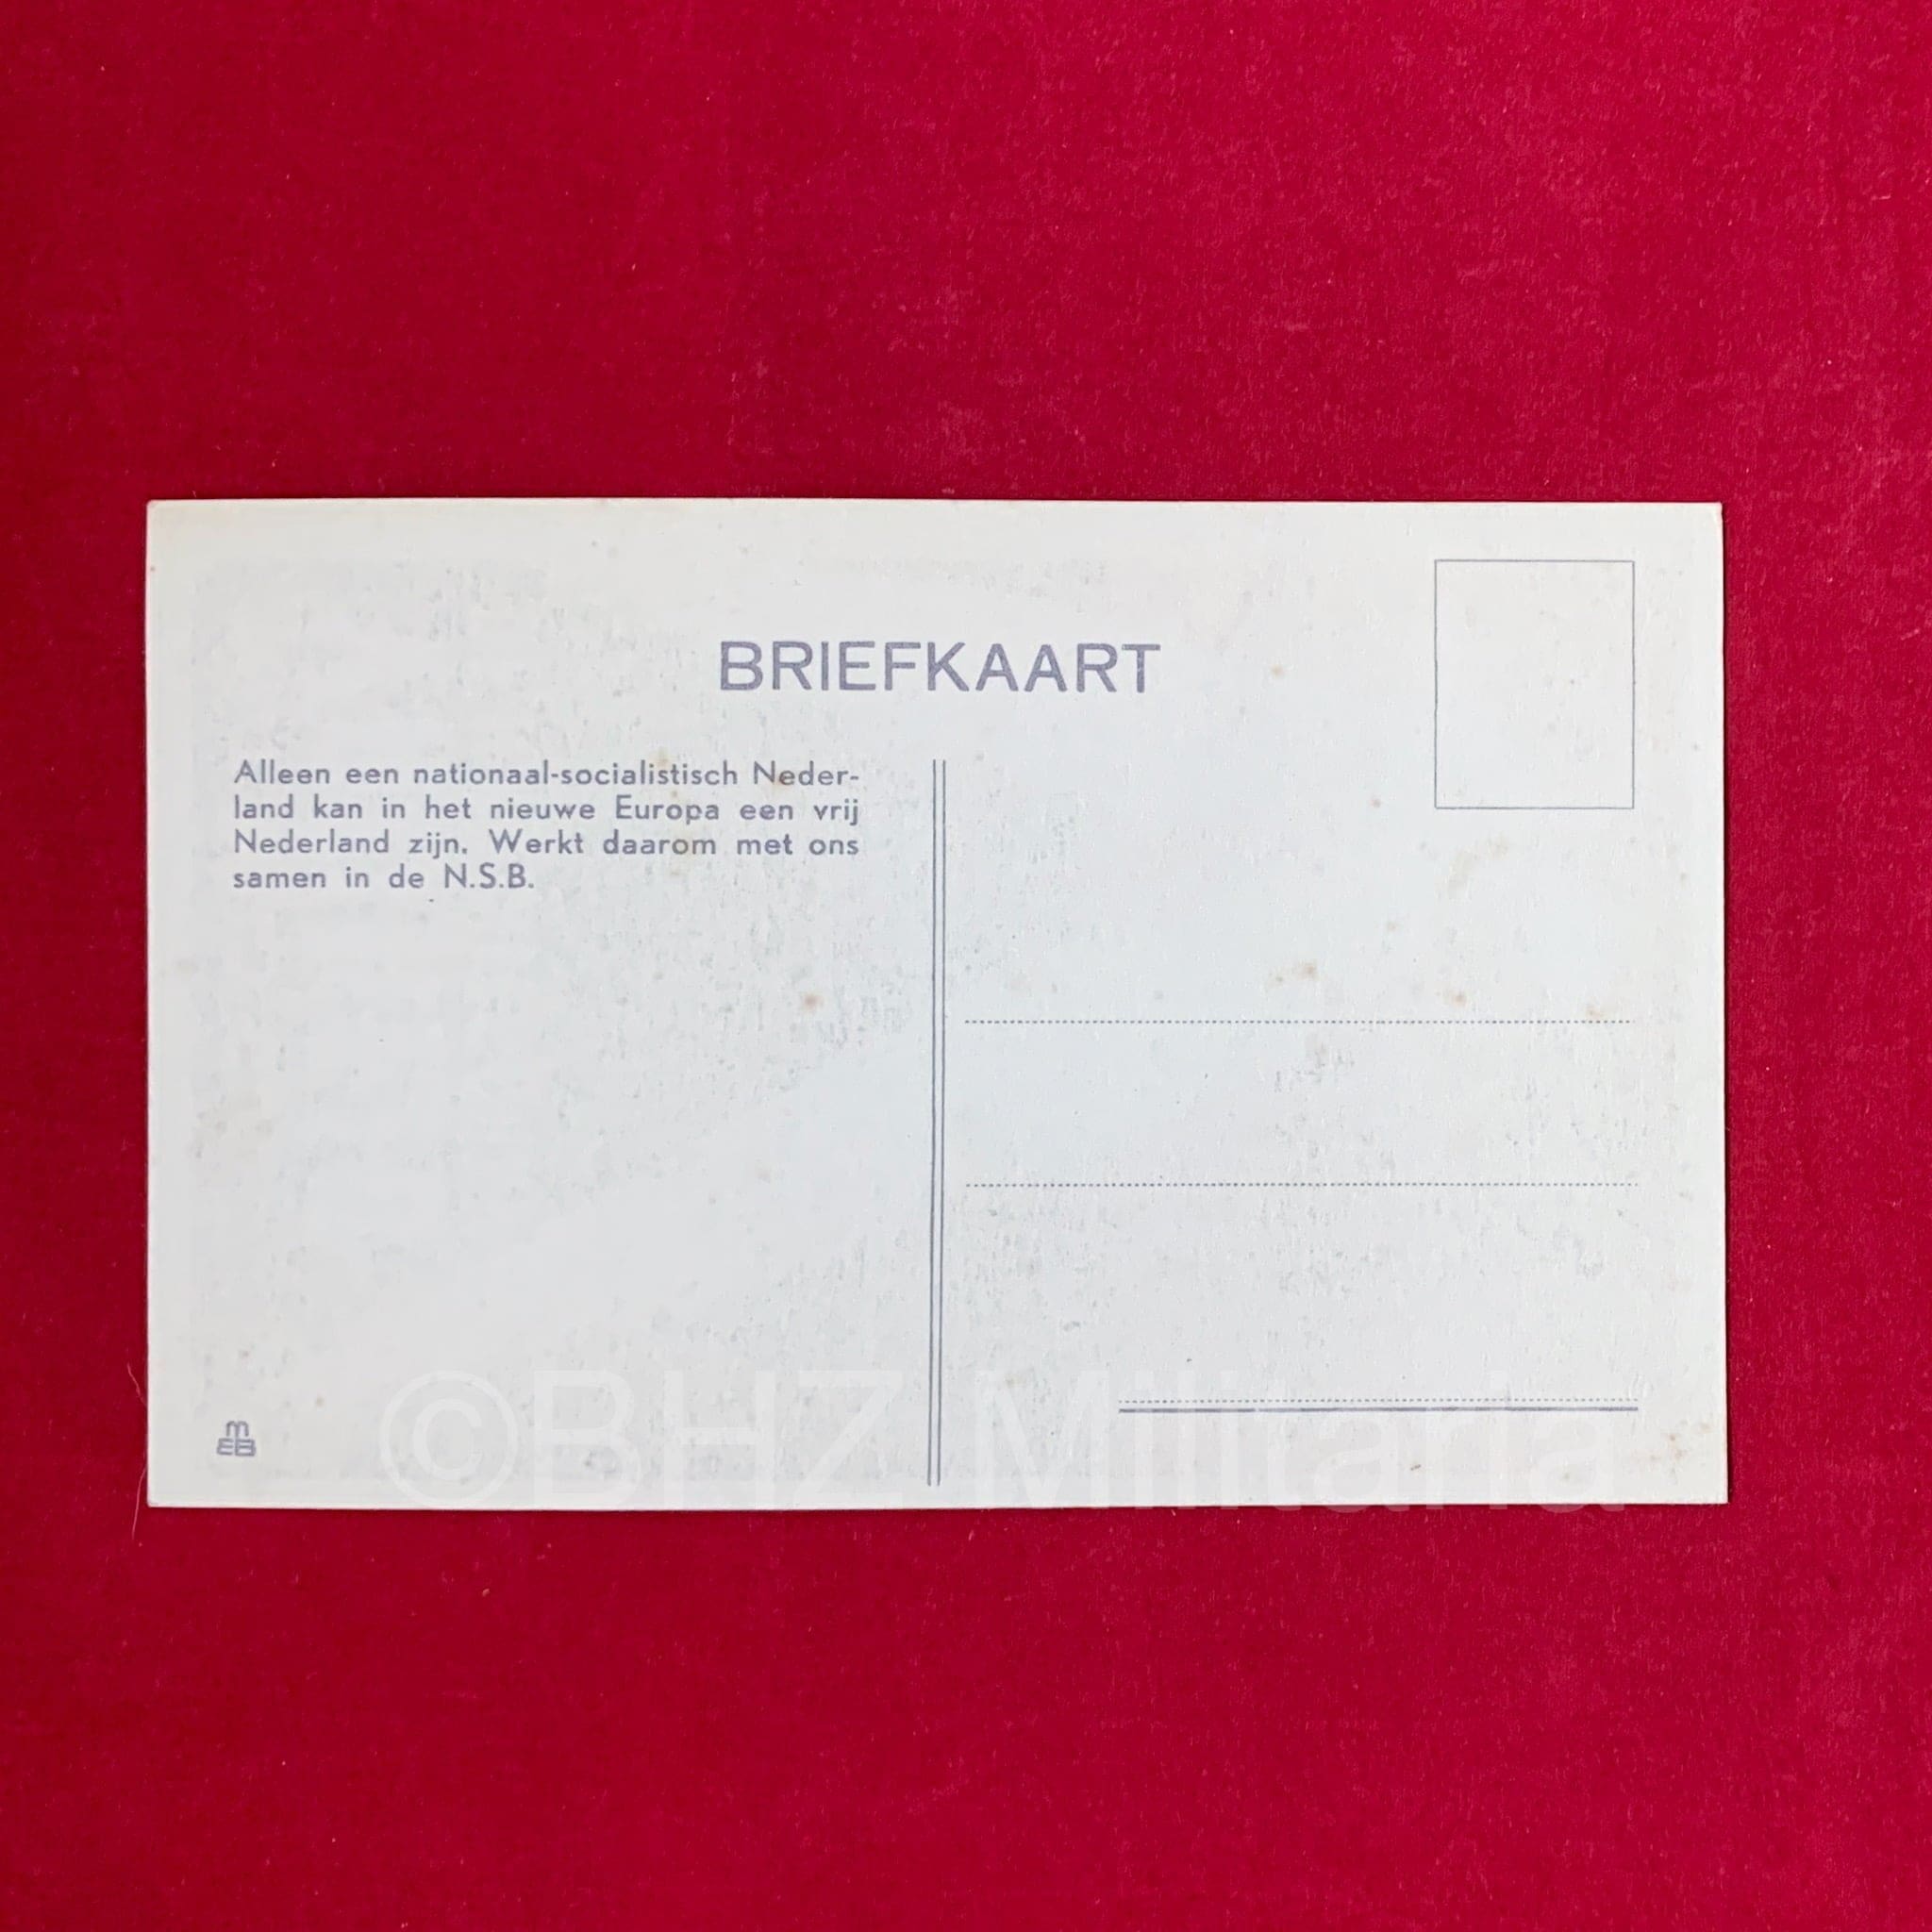 BRIEFKAART
Alleen een nationaal-socialistisch Neder-
land kan in het nieuwe Europa een vrij
Nederland zijn. Werkt daarom met ons
samen in de N.S.B.
M
EB
©BHZ Militaria